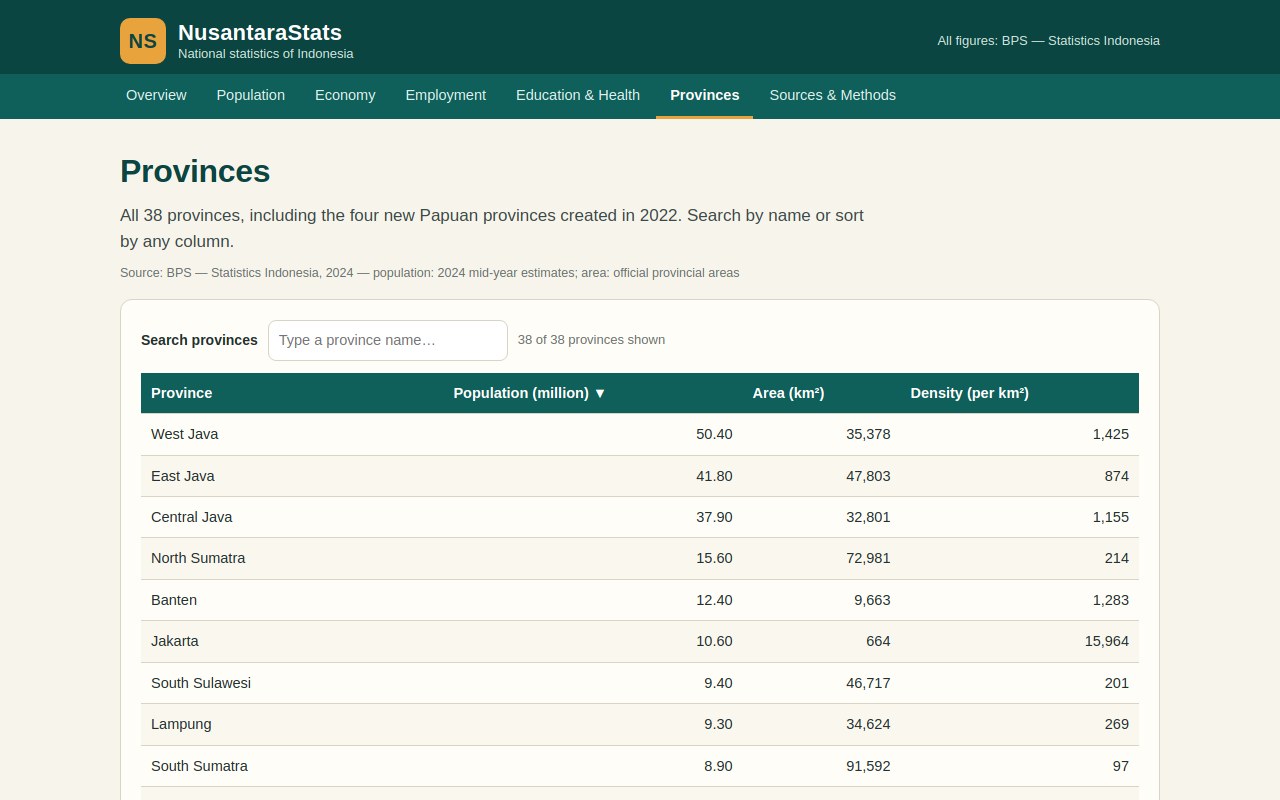 NS
NusantaraStats
National statistics of Indonesia
All figures: BPS — Statistics Indonesia
Overview Population Economy Employment Education & Health Provinces Sources & Methods
Provinces
All 38 provinces, including the four new Papuan provinces created in 2022. Search by name or sort
by any column.
Source: BPS — Statistics Indonesia, 2024 — population: 2024 mid-year estimates; area: official provincial areas
Search provinces Type a province name… 38 of 38 provinces shown
Province Population (million) ▼ Area (km²) Density (per km²)
West Java 50.40 35,378 1,425
East Java 41.80 47,803 874
Central Java 37.90 32,801 1,155
North Sumatra 15.60 72,981 214
Banten 12.40 9,663 1,283
Jakarta 10.60 664 15,964
South Sulawesi 9.40 46,717 201
Lampung 9.30 34,624 269
South Sumatra 8.90 91,592 97